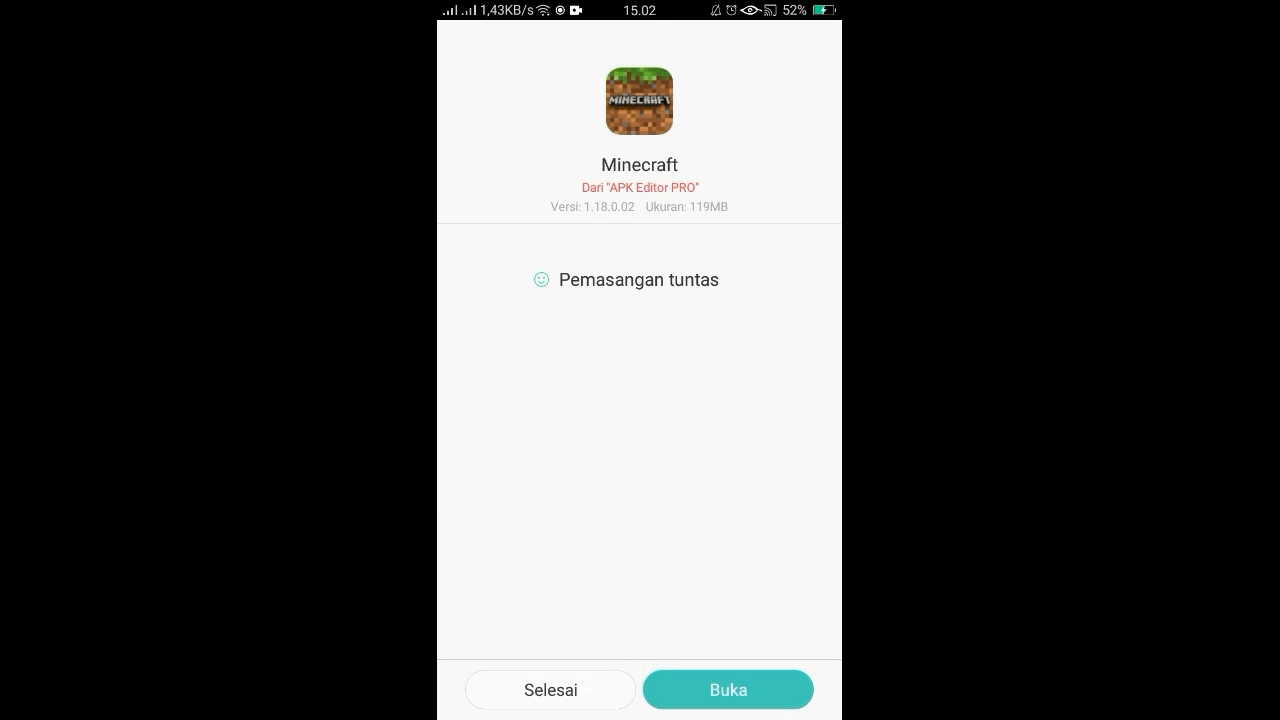 1,43KB/s 15.02 52%
MINECRAFT
Minecraft
Dari "APK Editor PRO"
Versi: 1.18.0.02 Ukuran: 119MB
Pemasangan tuntas
Selesai Buka